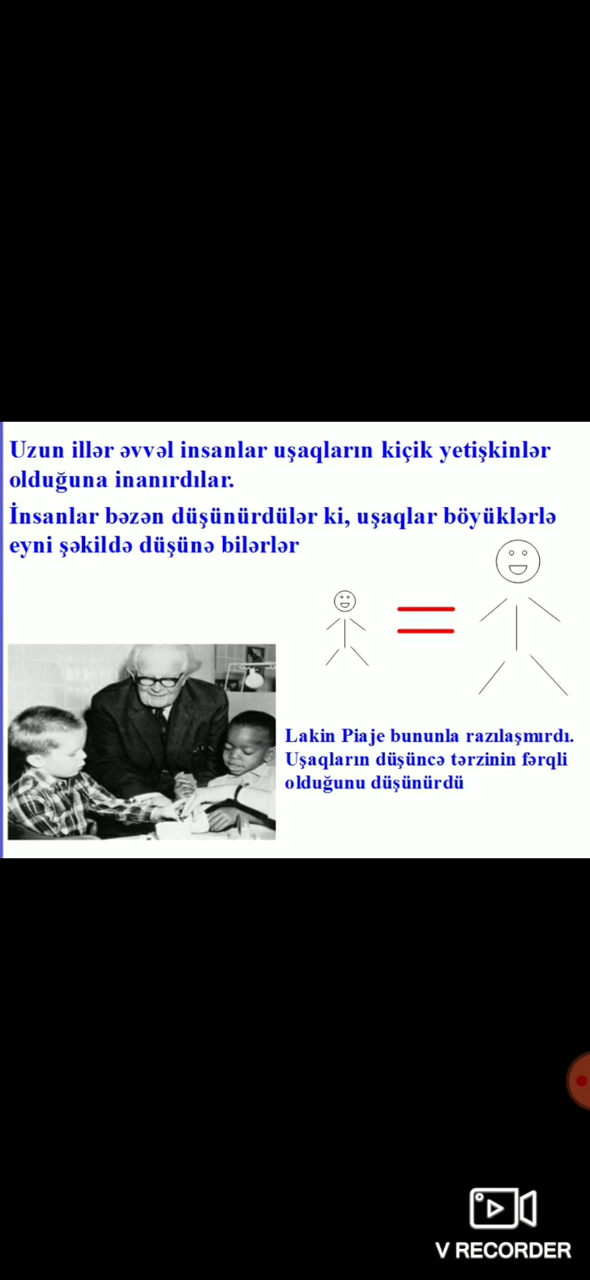 Uzun illər əvvəl insanlar uşaqların kiçik yetişkinlər
olduğuna inanırdılar.
İnsanlar bəzən düşünürdülər ki, uşaqlar böyüklərlə
eyni şəkildə düşünə bilərlər
Lakin Piaje bununla razılaşmırdı.
Uşaqların düşüncə tərzinin fərqli
olduğunu düşünürdü
V RECORDER